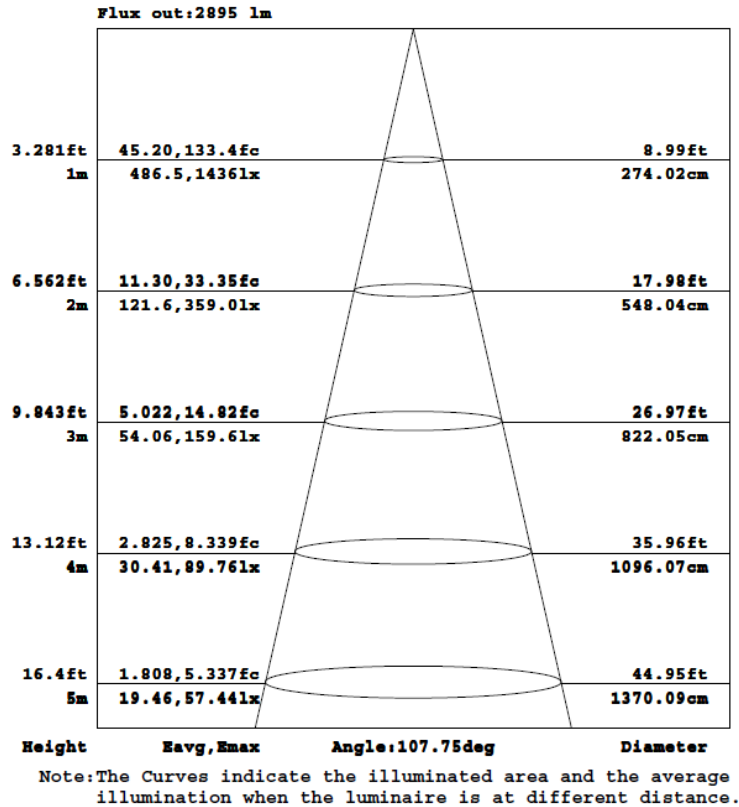 Flux out:2895 lm
3.281ft 45.20,133.4fc 8.99ft
1m 486.5,1436lx 274.02cm
6.562ft 11.30,33.35fc 17.98ft
2m 121.6,359.0lx 548.04cm
9.843ft 5.022,14.82fc 26.97ft
3m 54.06,159.6lx 822.05cm
13.12ft 2.825,8.339fc 35.96ft
4m 30.41,89.76lx 1096.07cm
16.4ft 1.808,5.337fc 44.95ft
5m 19.46,57.44lx 1370.09cm
Height Eavg,Emax Angle:107.75deg Diameter
Note:The Curves indicate the illuminated area and the average
illumination when the luminaire is at different distance.